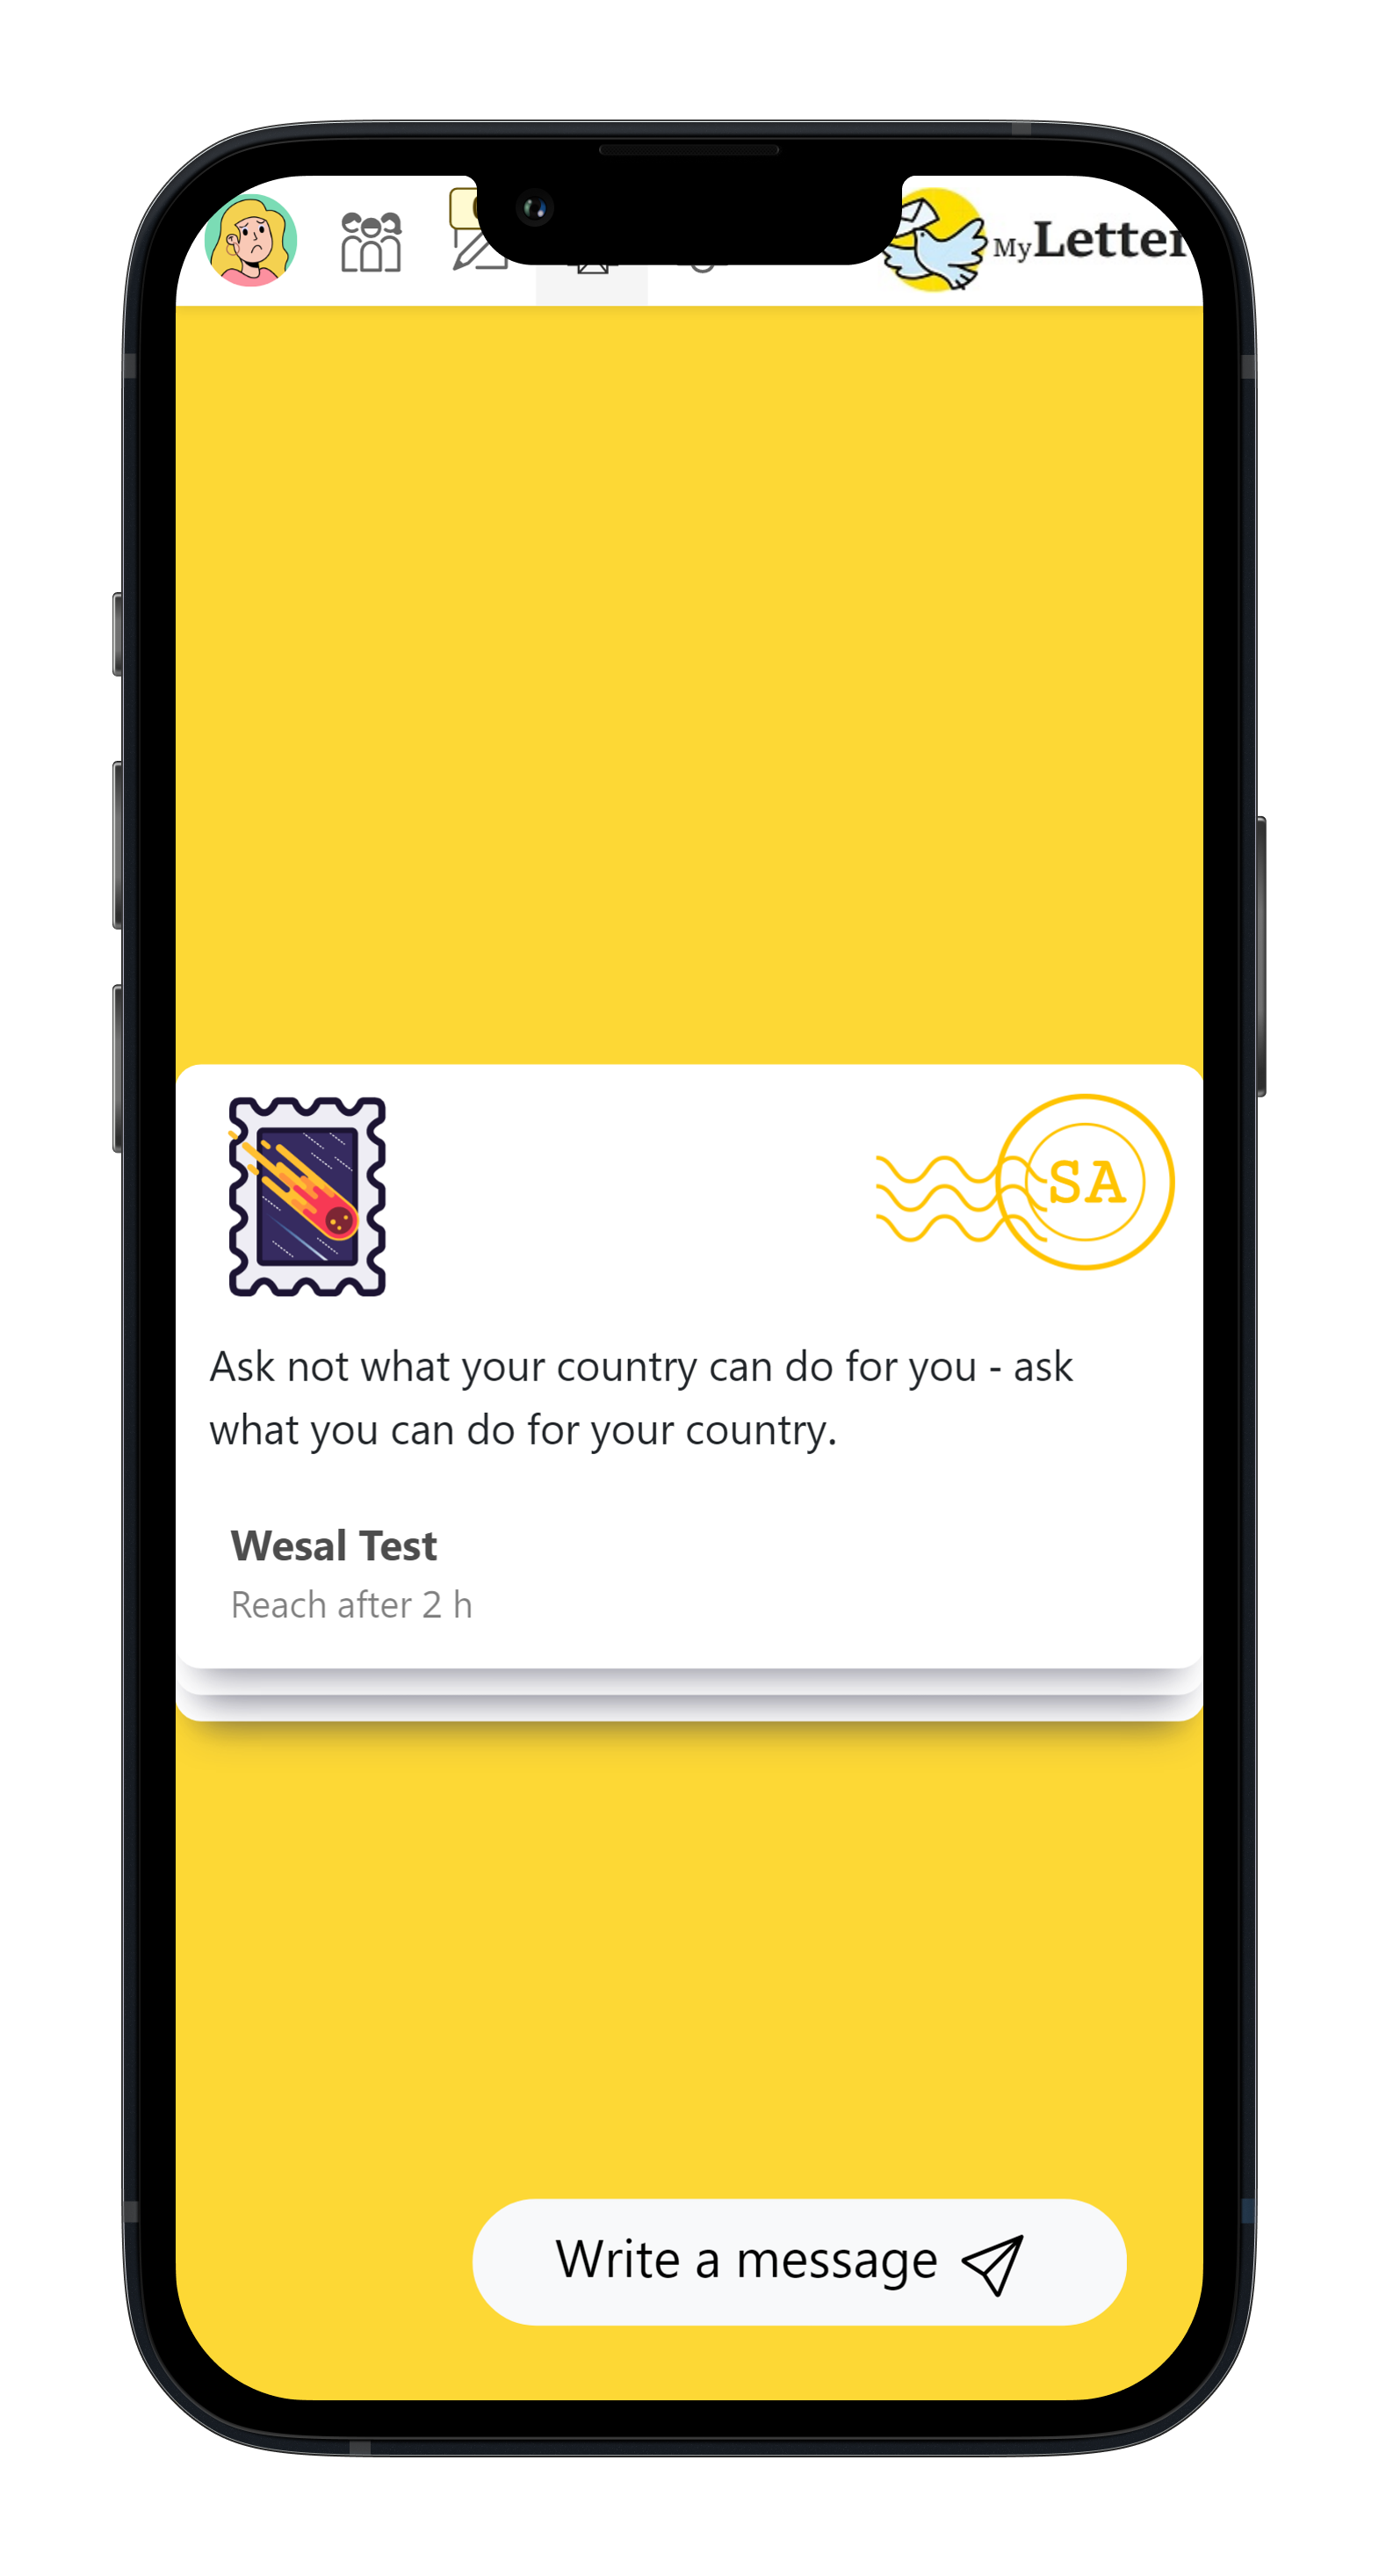 MyLetter
SA
Ask not what your country can do for you - ask
what you can do for your country.
Wesal Test
Reach after 2 h
Write a message